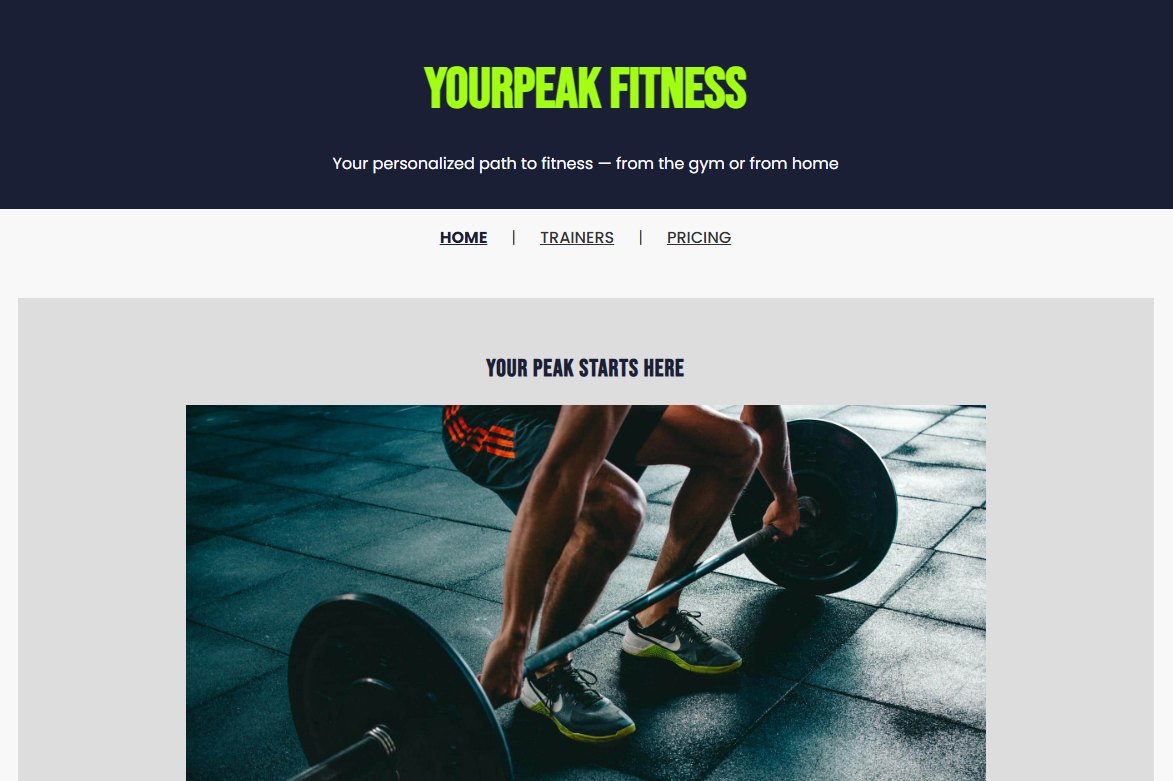 YOURPEAK FITNESS
Your personalized path to fitness — from the gym or from home
HOME | TRAINERS | PRICING
YOUR PEAK STARTS HERE